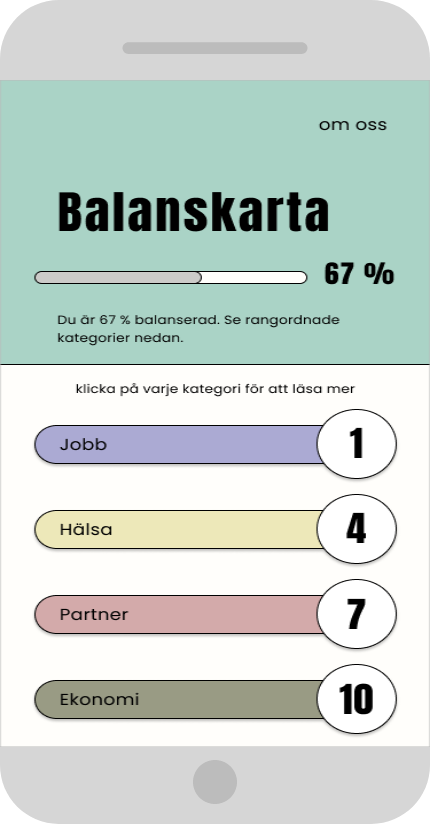 om oss
Balanskarta
67 %
Du är 67 % balanserad. Se rangordnade
kategorier nedan.
klicka på varje kategori för att läsa mer
Jobb
1
Hälsa
4
Partner
7
Ekonomi
10